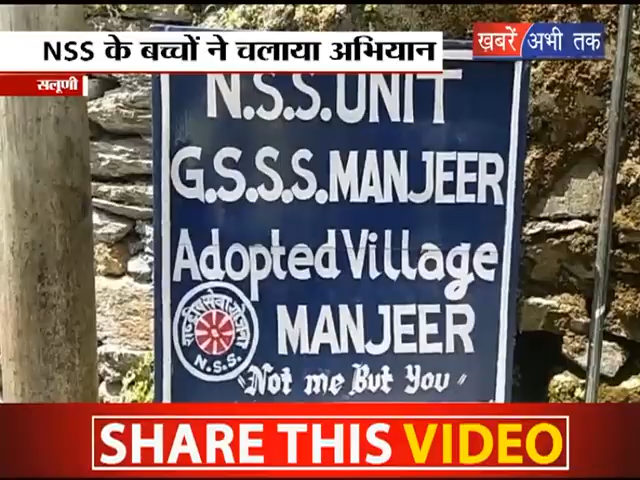 NSS के बच्चों ने चलाया अभियान
ख़बरें अभी तक
सलूणी
N.S.S. UNIT
G.S.S.S. MANJEER
Adopted Village
MANJEER
राष्ट्रीय सेवा योजना
N.S.S.
"Not me But You"
SHARE THIS VIDEO